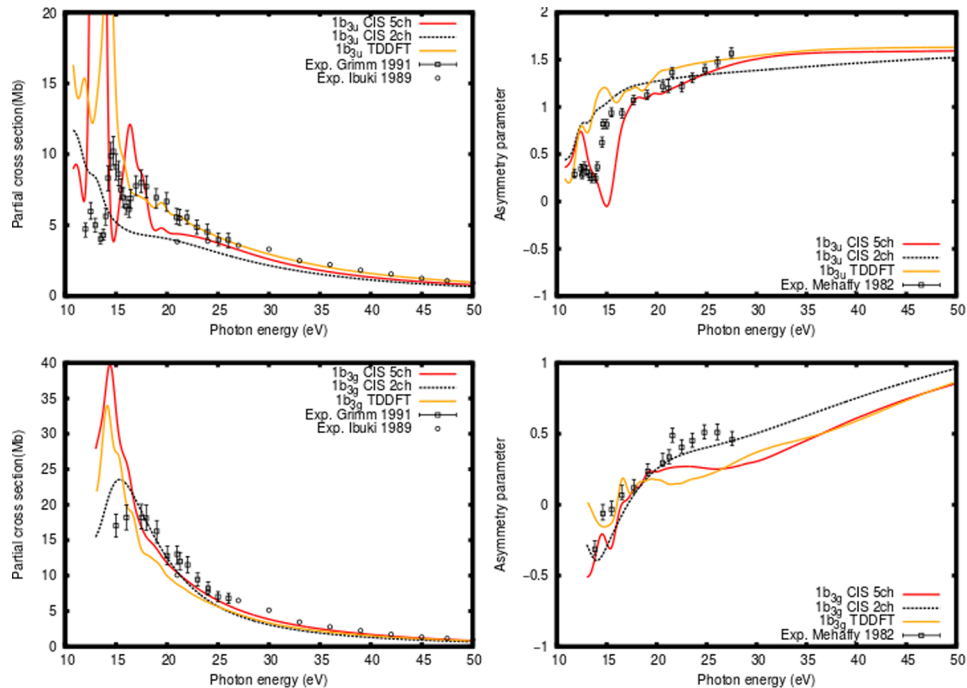 20
15
10
5
0
Partial cross section(Mb)
10 15 20 25 30 35 40 45 50
Photon energy (eV)
1b3u CIS 5ch
1b3u CIS 2ch
1b3u TDDFT
Exp. Grimm 1991
Exp. Ibuki 1989
2
1.5
1
0.5
0
−0.5
−1
Asymmetry parameter
10 15 20 25 30 35 40 45 50
Photon energy (eV)
1b3u CIS 5ch
1b3u CIS 2ch
1b3u TDDFT
Exp. Mehaffy 1982
40
35
30
25
20
15
10
5
0
Partial cross section(Mb)
10 15 20 25 30 35 40 45 50
Photon energy (eV)
1b3g CIS 5ch
1b3g CIS 2ch
1b3g TDDFT
Exp. Grimm 1991
Exp. Ibuki 1989
1
0.5
0
−0.5
−1
Asymmetry parameter
10 15 20 25 30 35 40 45 50
Photon energy (eV)
1b3g CIS 5ch
1b3g CIS 2ch
1b3g TDDFT
Exp. Mehaffy 1982